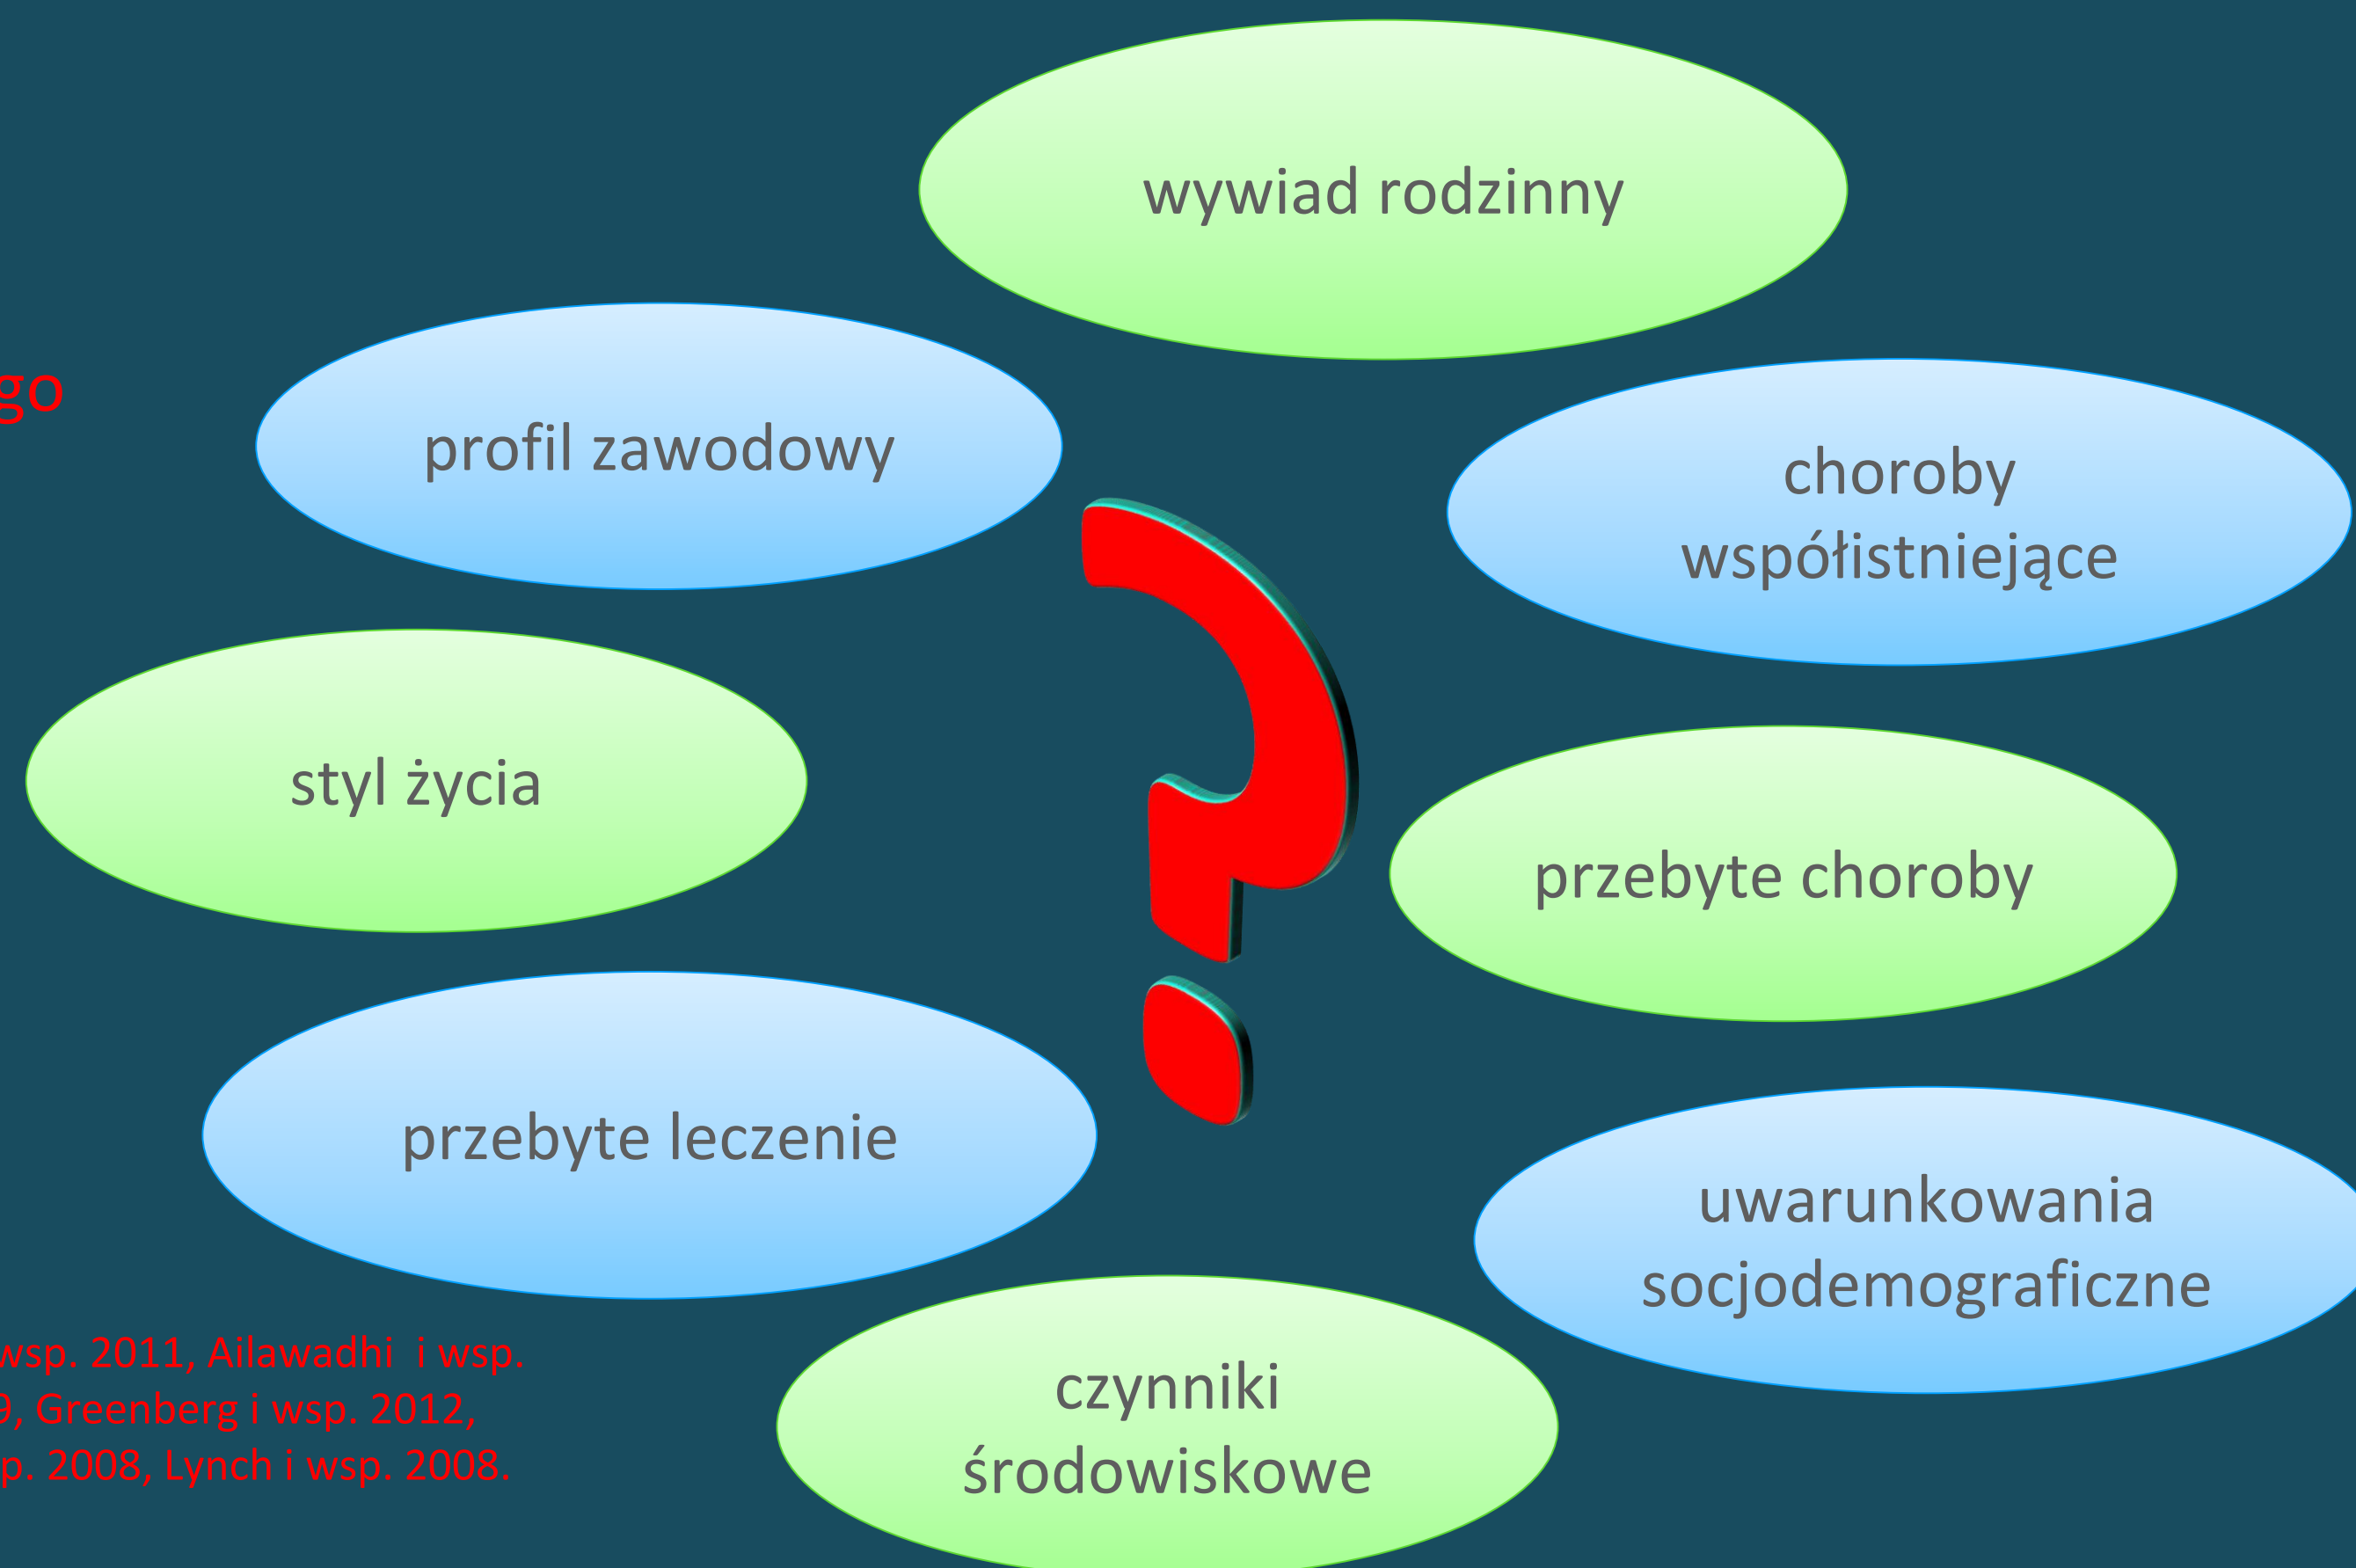 wywiad rodzinny
go
profil zawodowy
choroby
współistniejące
styl życia
przebyte choroby
przebyte leczenie
uwarunkowania
socjodemograficzne
czynniki
środowiskowe
wsp. 2011, Ailawadhi i wsp.
9, Greenberg i wsp. 2012,
p. 2008, Lynch i wsp. 2008.
?